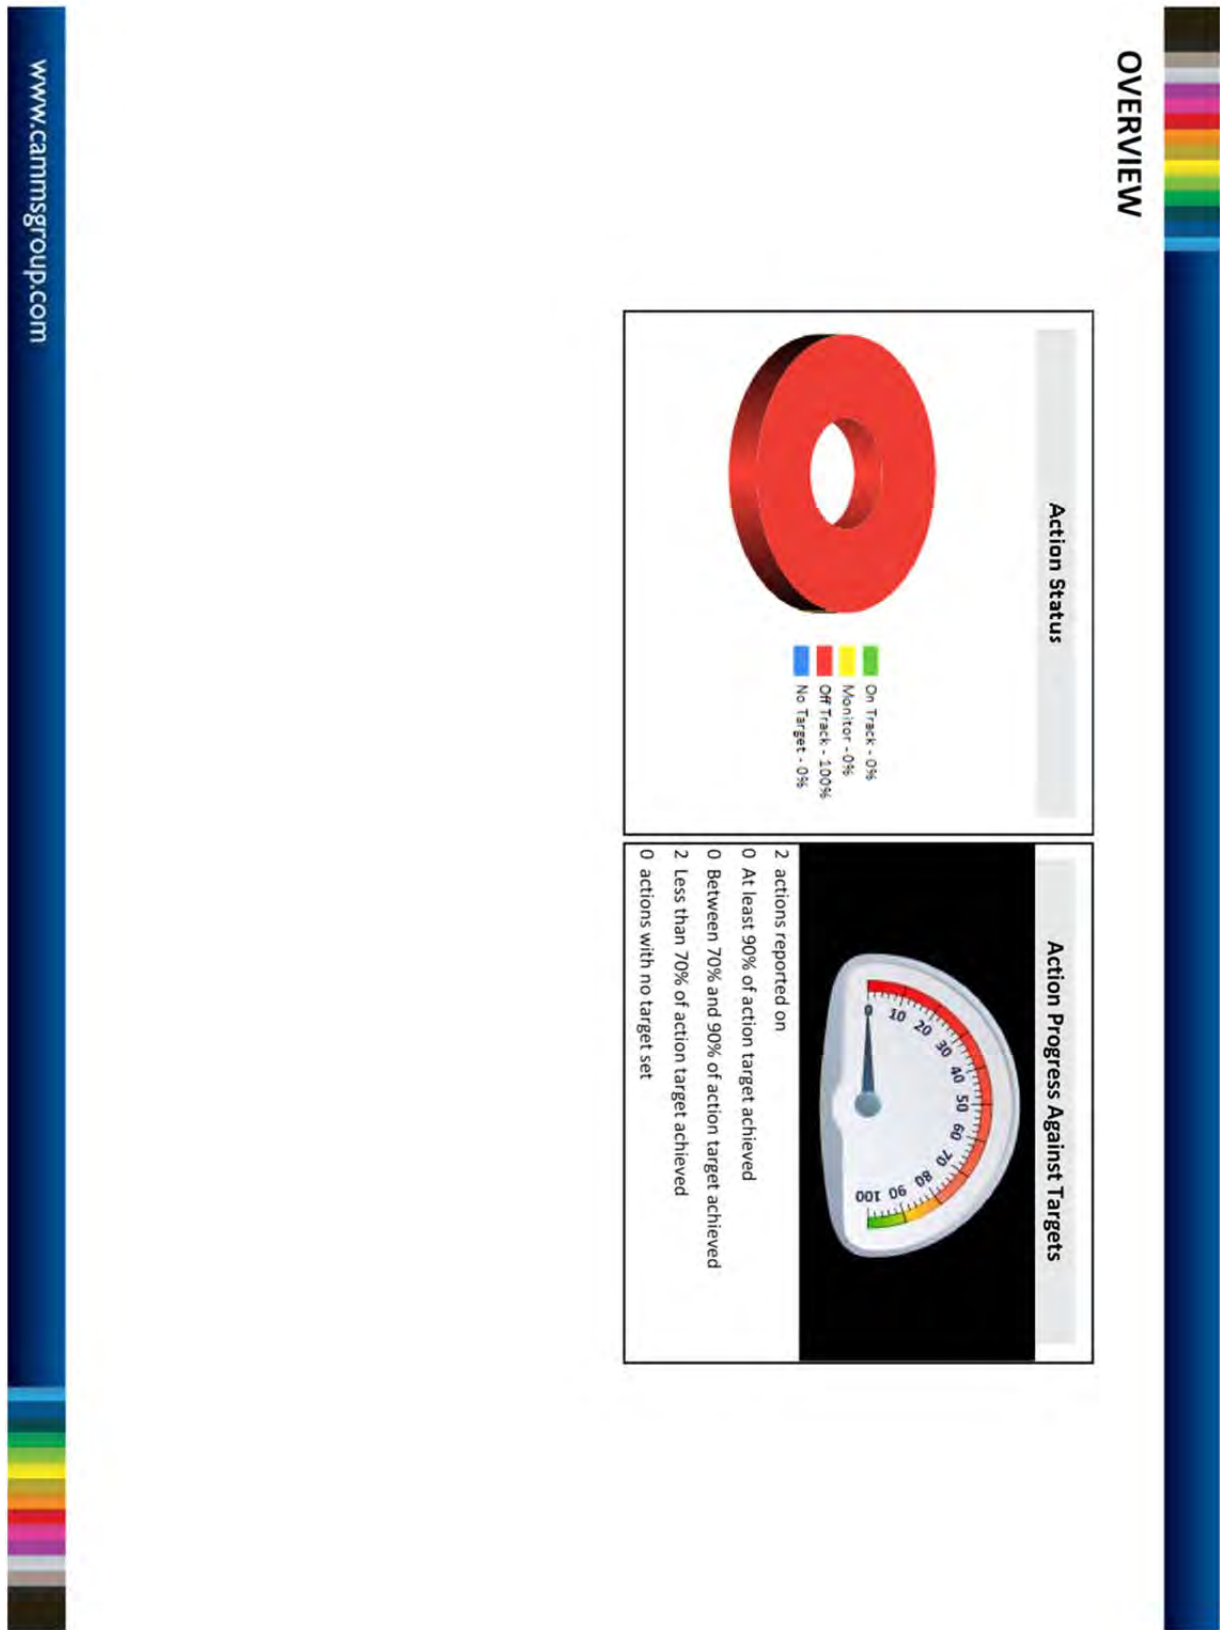 OVERVIEW
Action Status
On Track - 0%
Monitor - 0%
Off Track - 100%
No Target - 0%
Action Progress Against Targets
0
10
20
30
40
50
60
70
80
90
100
2 actions reported on
0 At least 90% of action target achieved
0 Between 70% and 90% of action target achieved
2 Less than 70% of action target achieved
0 actions with no target set
www.cammsgroup.com